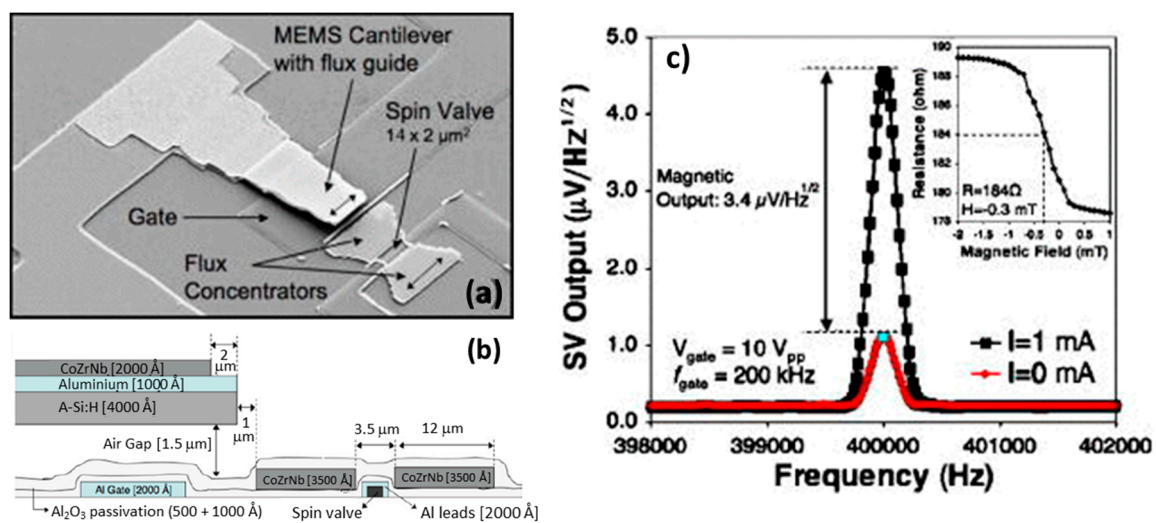 MEMS Cantilever
with flux guide
Spin Valve
14 x 2 μm²
Gate
Flux
Concentrators
(a)
(b)
2
μm
CoZrNb [2000 Å]
Aluminium [1000 Å]
A-Si:H [4000 Å]
1
μm
Air Gap [1.5 μm]
3.5 μm
12 μm
CoZrNb [3500 Å]
CoZrNb [3500 Å]
Al Gate [2000 Å]
Al₂O₃ passivation (500 + 1000 Å)
Spin valve
Al leads [2000 Å]
c)
SV Output (μV/Hz^1/2)
5.0
4.0
3.0
2.0
1.0
0.0
Magnetic
Output: 3.4 μV/Hz^1/2
V_gate = 10 V_pp
f_gate = 200 kHz
I=1 mA
I=0 mA
398000
399000
400000
401000
402000
Frequency (Hz)
Resistance (ohm)
190
188
186
184
182
180
178
R=184Ω
H=-0.3 mT
-2
-1.5
-1
-0.5
0
0.5
1
Magnetic Field (mT)